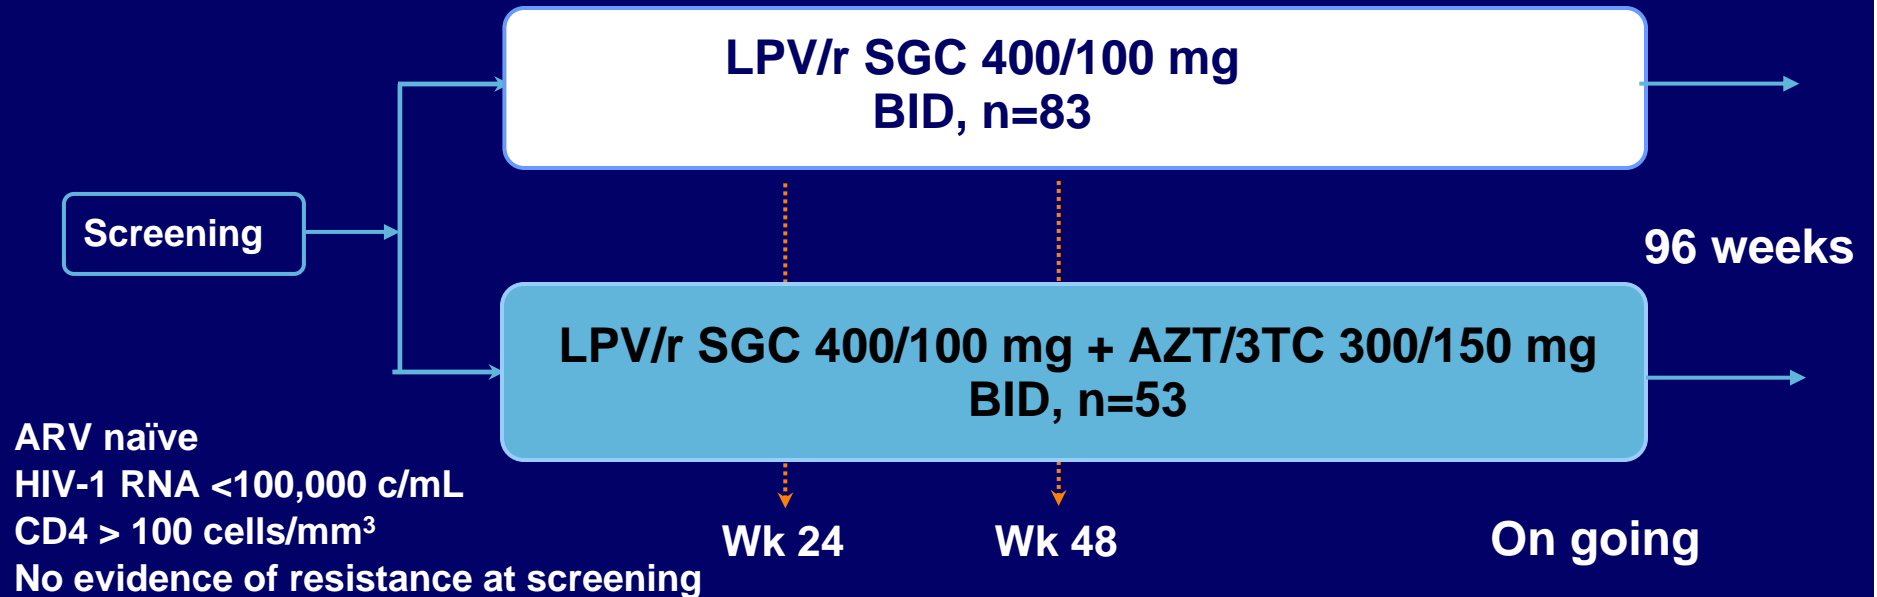 LPV/r SGC 400/100 mg
BID, n=83
Screening
96 weeks
LPV/r SGC 400/100 mg + AZT/3TC 300/150 mg
BID, n=53
ARV naïve
HIV-1 RNA <100,000 c/mL
CD4 > 100 cells/mm³
No evidence of resistance at screening
Wk 24
Wk 48
On going